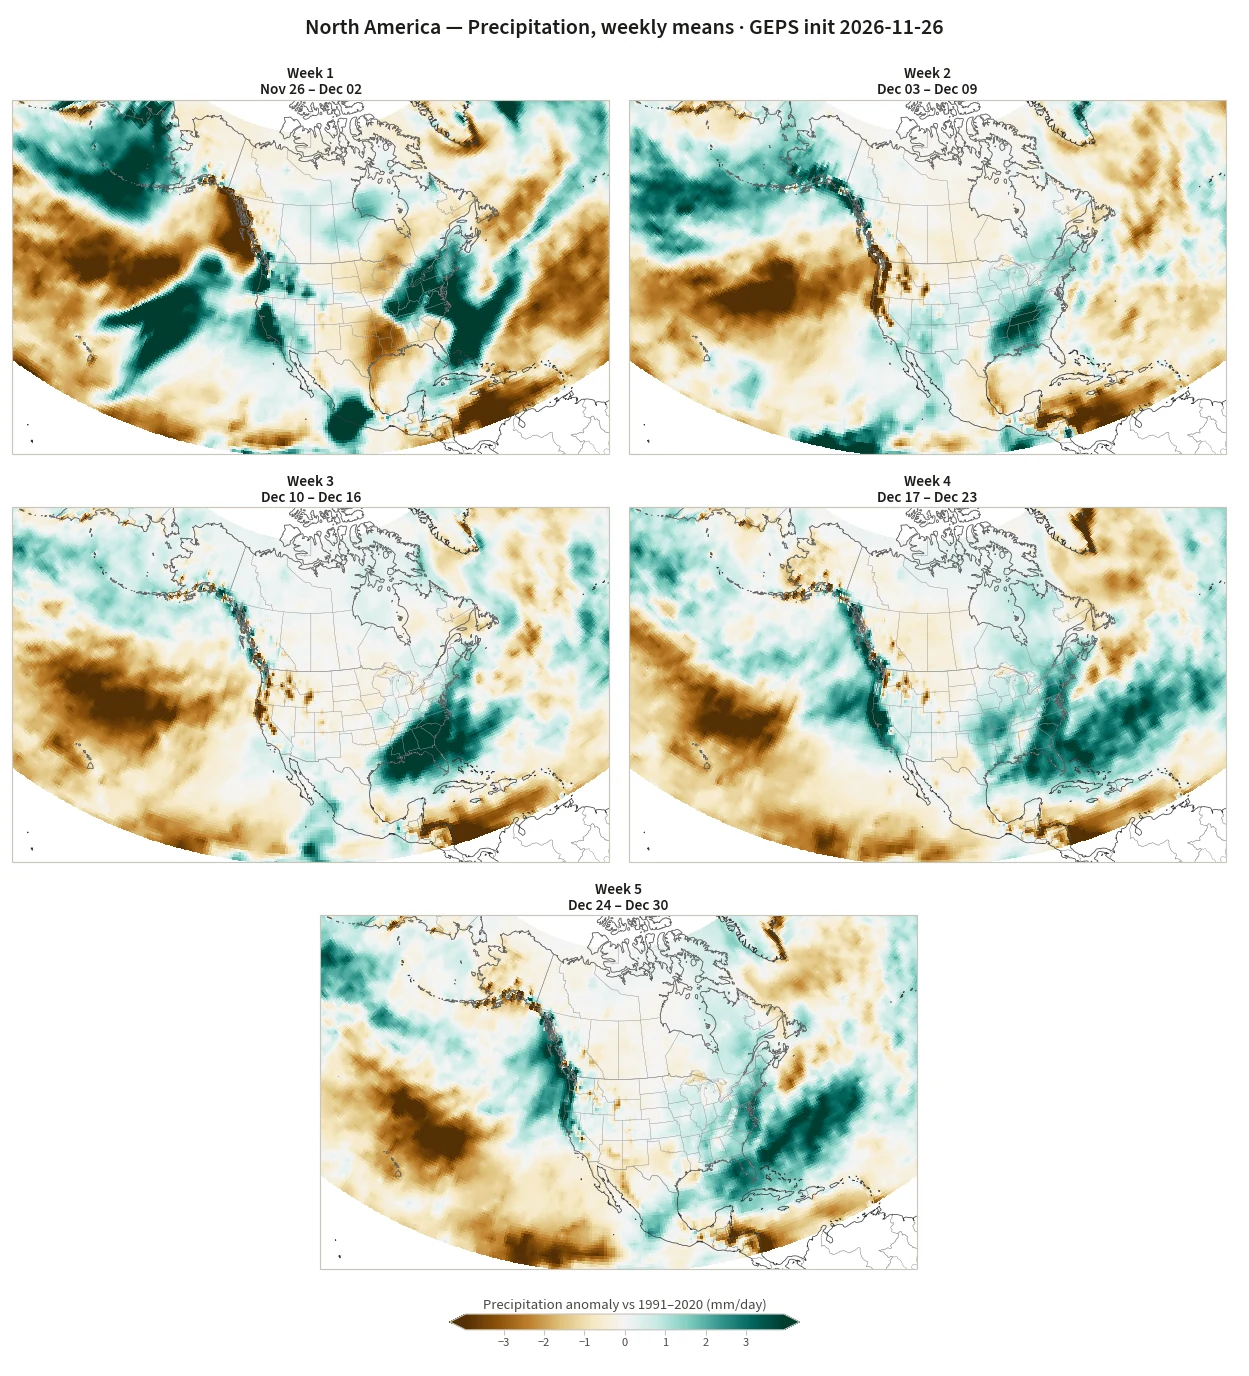 North America — Precipitation, weekly means · GEPS init 2026-11-26
Week 1
Nov 26 – Dec 02
Week 2
Dec 03 – Dec 09
Week 3
Dec 10 – Dec 16
Week 4
Dec 17 – Dec 23
Week 5
Dec 24 – Dec 30
Precipitation anomaly vs 1991–2020 (mm/day)
−3 −2 −1 0 1 2 3